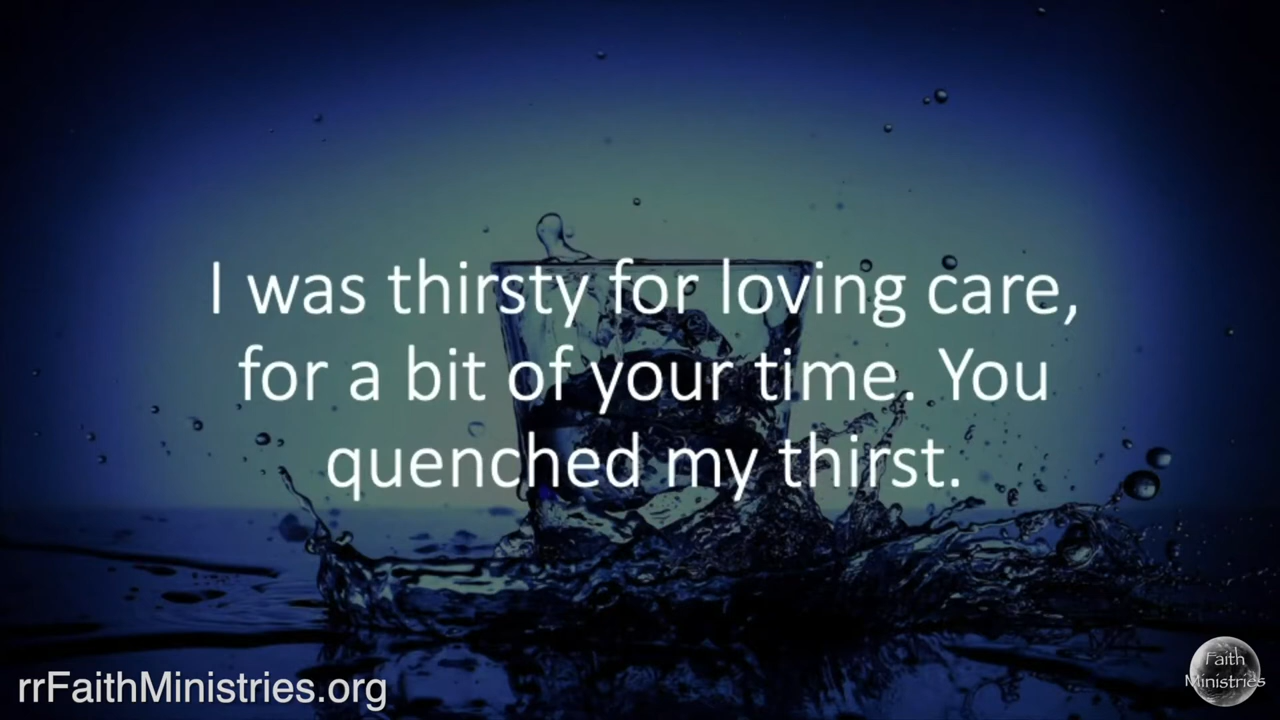 I was thirsty for loving care,
for a bit of your time. You
quenched my thirst.
rrFaithMinistries.org
Faith
Ministries